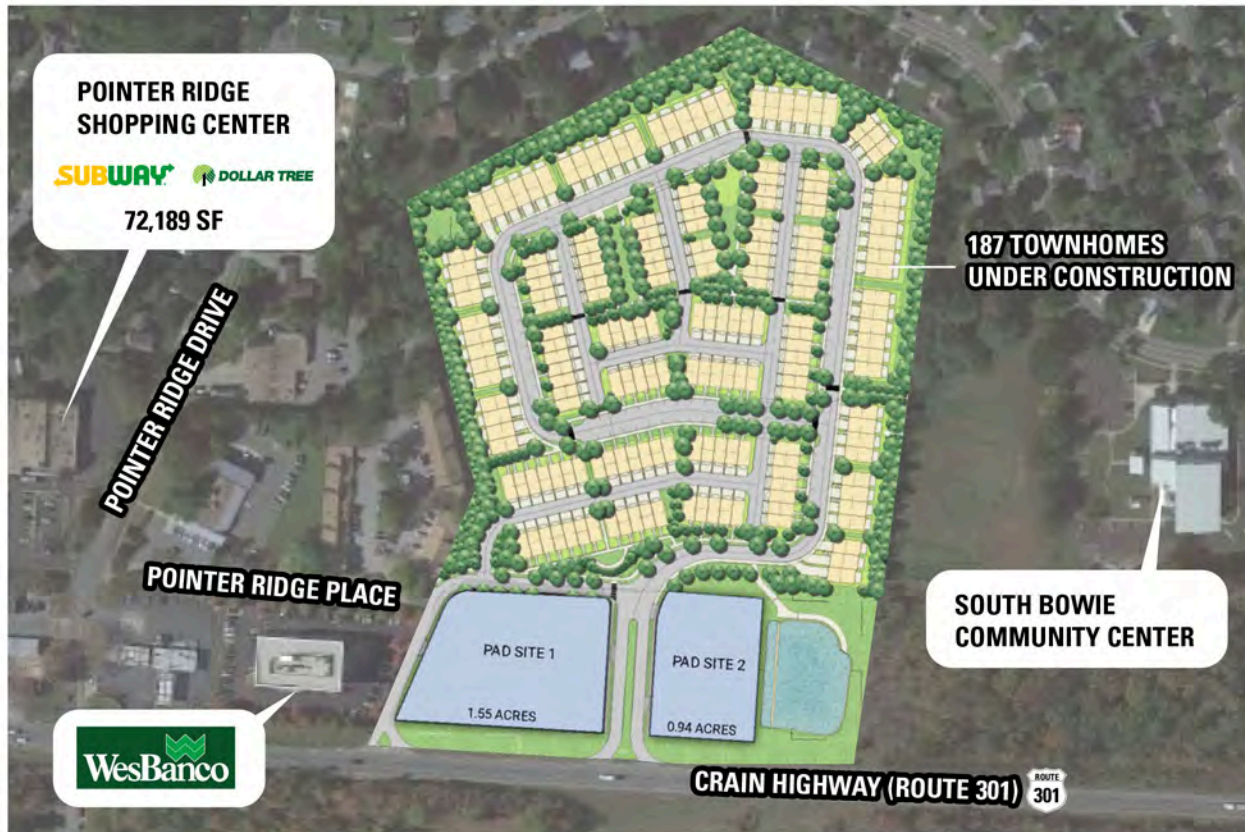 POINTER RIDGE
SHOPPING CENTER
SUBWAY
DOLLAR TREE
72,189 SF
187 TOWNHOMES
UNDER CONSTRUCTION
POINTER RIDGE DRIVE
POINTER RIDGE PLACE
SOUTH BOWIE
COMMUNITY CENTER
PAD SITE 1
1.55 ACRES
PAD SITE 2
0.94 ACRES
WesBanco
CRAIN HIGHWAY (ROUTE 301)
ROUTE
301